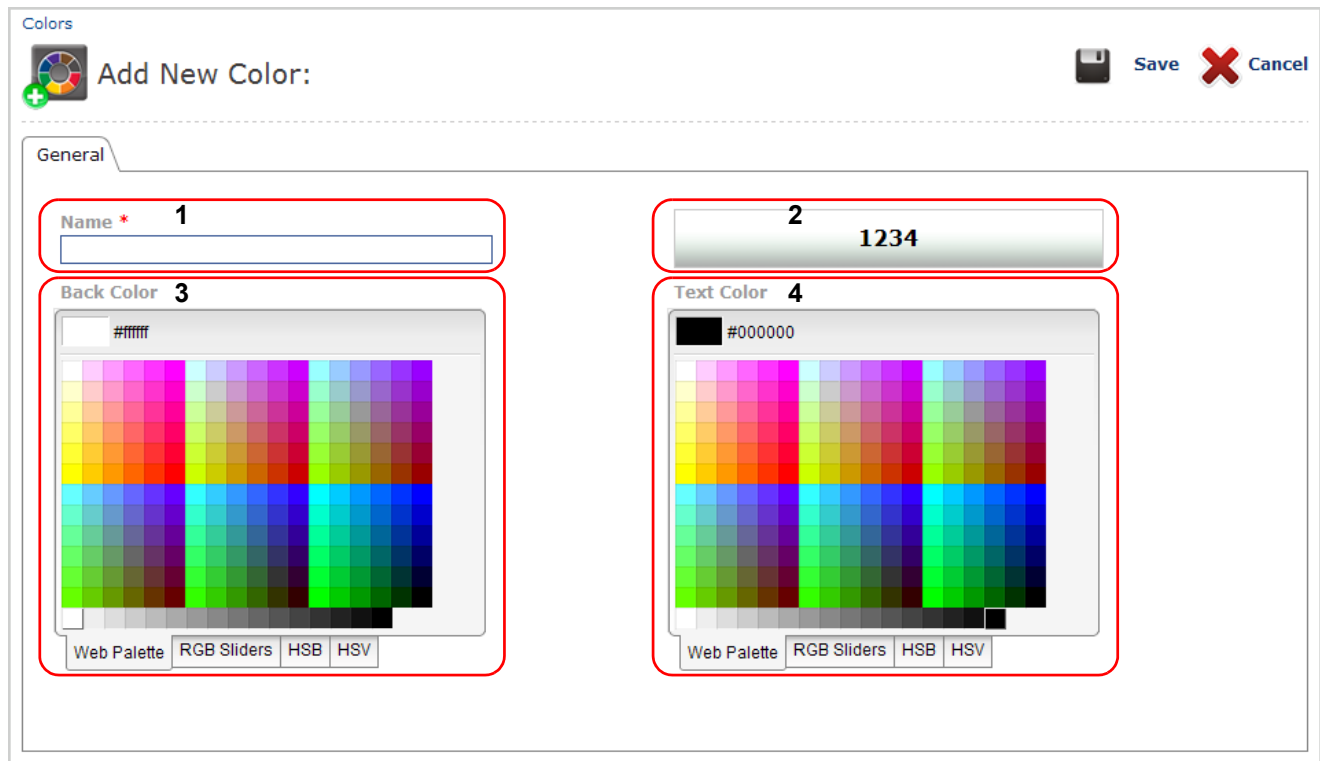 Colors
Add New Color:
Save
Cancel
General
Name *
1
2
1234
Back Color
3
Text Color
4
#ffffff
#000000
Web Palette
RGB Sliders
HSB
HSV
Web Palette
RGB Sliders
HSB
HSV